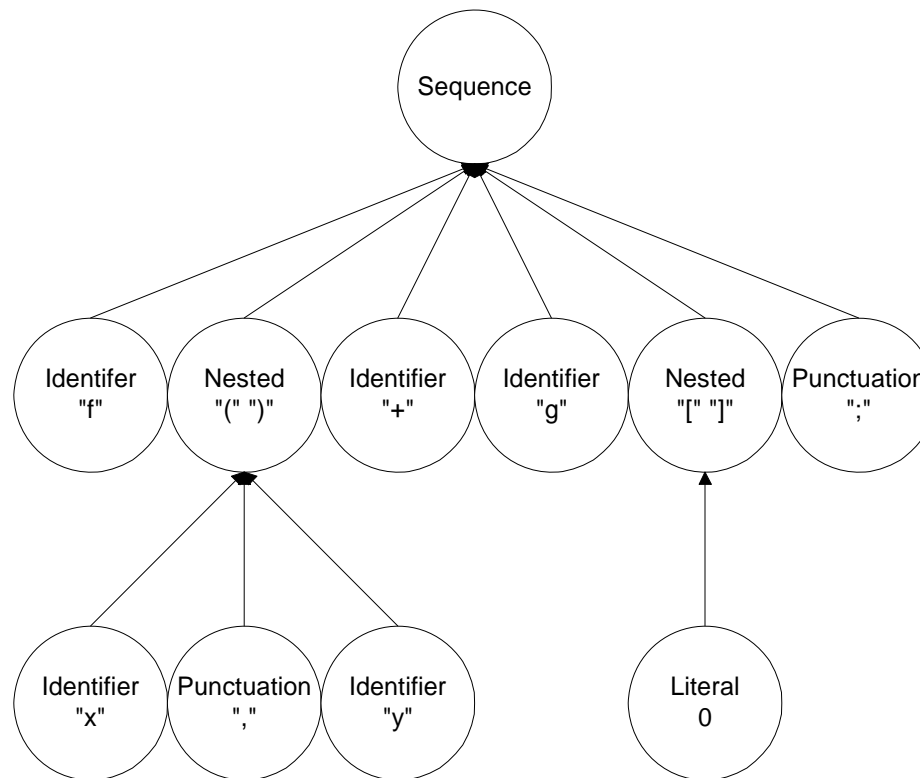 Sequence
Identifer
"f"
Nested
"(" ")"
Identifier
"+"
Identifier
"g"
Nested
"[" "]"
Punctuation
";"
Identifier
"x"
Punctuation
","
Identifier
"y"
Literal
0